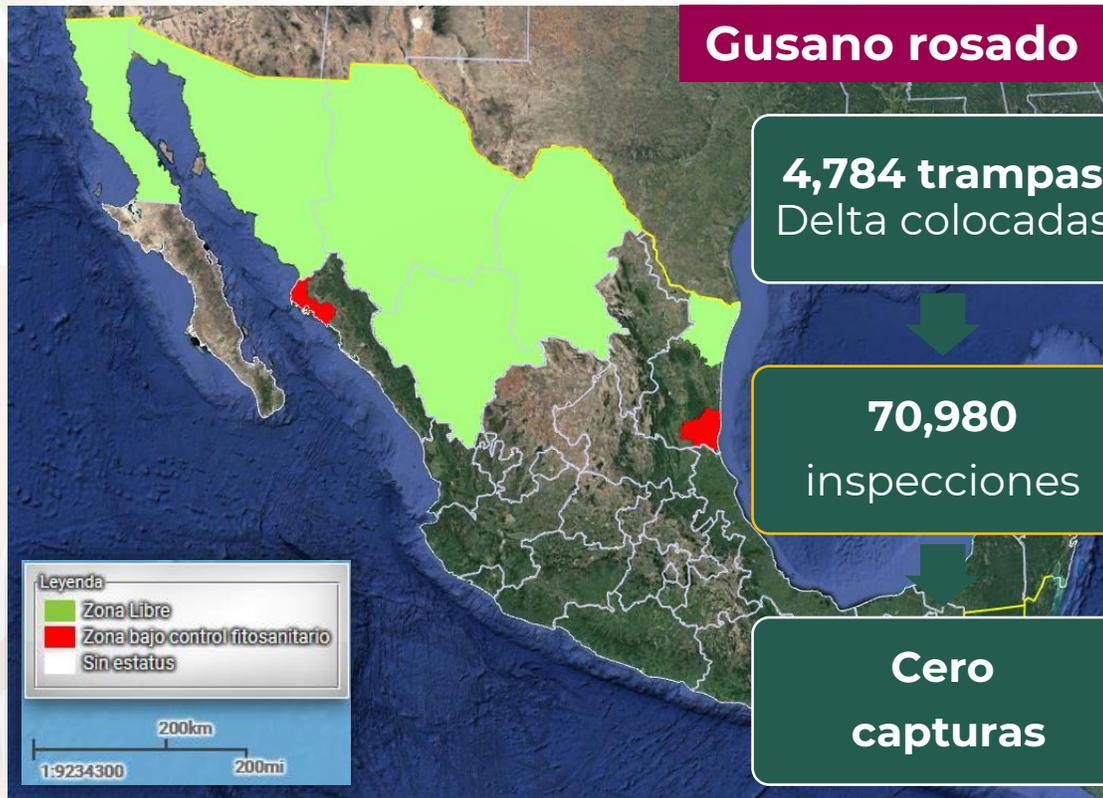 Gusano rosado
4,784 trampas
Delta colocadas
70,980
inspecciones
Cero
capturas
Leyenda
Zona Libre
Zona bajo control fitosanitario
Sin estatus
200km
1:9234300
200mi